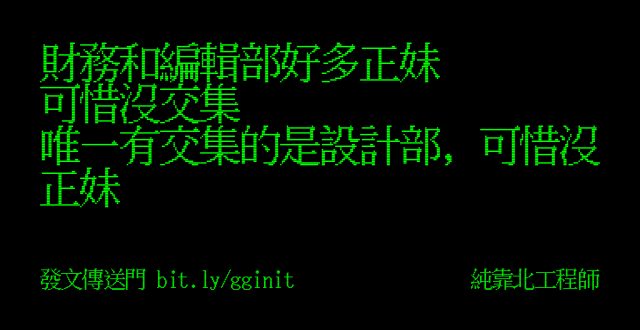 財務和編輯部好多正妹
可惜沒交集
唯一有交集的是設計部，可惜沒
正妹
發文傳送門 bit.ly/gginit
純靠北工程師